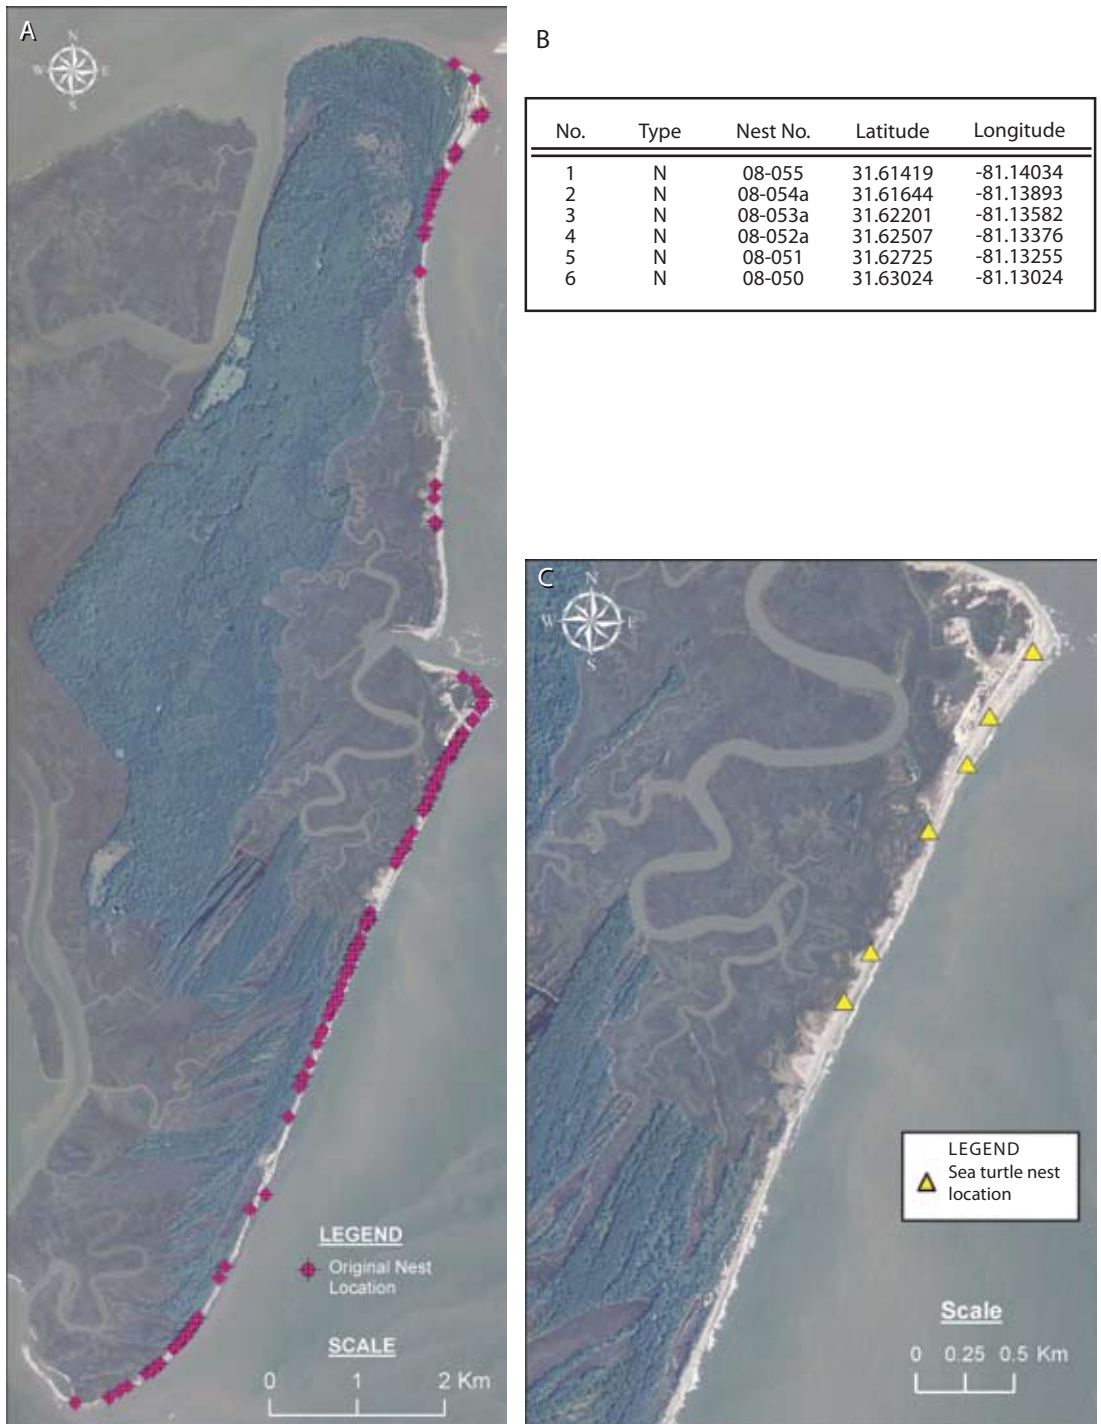 A
N
W
E
S
LEGEND
Original Nest
Location
SCALE
0 1 2 Km
B
No. Type Nest No. Latitude Longitude
1 N 08-055 31.61419 -81.14034
2 N 08-054a 31.61644 -81.13893
3 N 08-053a 31.62201 -81.13582
4 N 08-052a 31.62507 -81.13376
5 N 08-051 31.62725 -81.13255
6 N 08-050 31.63024 -81.13024
C
N
W
E
S
LEGEND
Sea turtle nest
location
Scale
0 0.25 0.5 Km